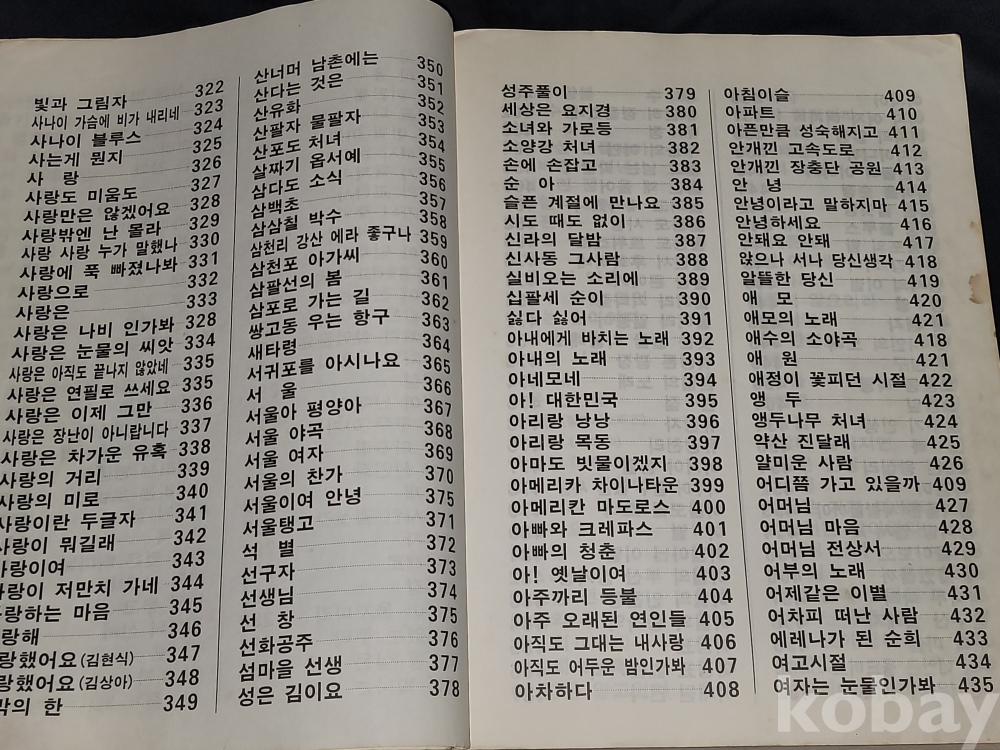 빛과 그림자 322
사나이 가슴에 비가 내리네 323
사나이 블루스 324
사는게 뭔지 325
사 랑 326
사랑도 미움도 327
사랑만은 않겠어요 328
사랑밖엔 난 몰라 329
사랑 사랑 누가 말했나 330
사랑에 푹 빠졌나봐 331
사랑으로 332
사랑은 333
사랑은 나비 인가봐 328
사랑은 눈물의 씨앗 334
사랑은 아직도 끝나지 않았네 335
사랑은 연필로 쓰세요 335
사랑은 이제 그만 336
사랑은 장난이 아니랍니다 337
사랑은 차가운 유혹 338
사랑의 거리 339
사랑의 미로 340
사랑이란 두글자 341
사랑이 뭐길래 342
사랑이여 343
사랑이 저만치 가네 344
사랑하는 마음 345
랑해 346
랑했어요(김현식) 347
랑했어요(김상아) 348
막의 한 349
산너머 남촌에는 350
산다는 것은 351
산유화 352
산팔자 물팔자 353
산포도 처녀 354
살짜기 옵서예 355
삼다도 소식 356
삼백초 357
삼삼칠 박수 358
삼천리 강산 에라 좋구나 359
삼천포 아가씨 360
삼팔선의 봄 361
삼포로 가는 길 362
쌍고동 우는 항구 363
새타령 364
서귀포를 아시나요 365
서 울 366
서울아 평양아 367
서울 야곡 368
서울 여자 369
서울의 찬가 370
서울이여 안녕 375
서울탱고 371
석 별 372
선구자 373
선생님 374
선 창 375
선화공주 376
섬마을 선생 377
성은 김이요 378
성주풀이 379
세상은 요지경 380
소녀와 가로등 381
소양강 처녀 382
손에 손잡고 383
순 아 384
슬픈 계절에 만나요 385
시도 때도 없이 386
신라의 달밤 387
신사동 그사람 388
실비오는 소리에 389
십팔세 순이 390
싫다 싫어 391
아내에게 바치는 노래 392
아내의 노래 393
아네모네 394
아! 대한민국 395
아리랑 낭낭 396
아리랑 목동 397
아마도 빗물이겠지 398
아메리카 차이나타운 399
아메리칸 마도로스 400
아빠와 크레파스 401
아빠의 청춘 402
아! 옛날이여 403
아주까리 등불 404
아주 오래된 연인들 405
아직도 그대는 내사랑 406
아직도 어두운 밤인가봐 407
아차하다 408
아침이슬 409
아파트 410
아픈만큼 성숙해지고 411
안개낀 고속도로 412
안개낀 장충단 공원 413
안 녕 414
안녕이라고 말하지마 415
안녕하세요 416
안돼요 안돼 417
앉으나 서나 당신생각 418
알뜰한 당신 419
애 모 420
애모의 노래 421
애수의 소야곡 418
애 원 421
애정이 꽃피던 시절 422
앵 두 423
앵두나무 처녀 424
약산 진달래 425
얄미운 사람 426
어디쯤 가고 있을까 409
어머님 427
어머님 마음 428
어머님 전상서 429
어부의 노래 430
어제같은 이별 431
어차피 떠난 사람 432
에레나가 된 순희 433
여고시절 434
여자는 눈물인가봐 435
kobay